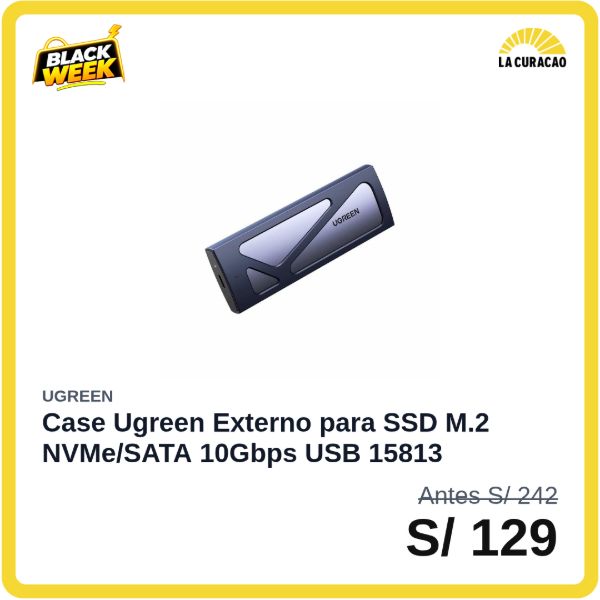 BLACK
WEEK
LA CURACAO
UGREEN
UGREEN
Case Ugreen Externo para SSD M.2
NVMe/SATA 10Gbps USB 15813
Antes S/ 242
S/ 129